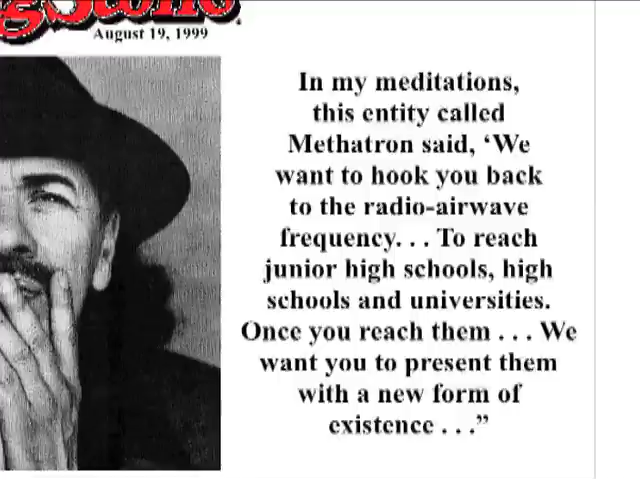 August 19, 1999
In my meditations,
this entity called
Methatron said, ‘We
want to hook you back
to the radio-airwave
frequency. . . To reach
junior high schools, high
schools and universities.
Once you reach them . . . We
want you to present them
with a new form of
existence . . .”